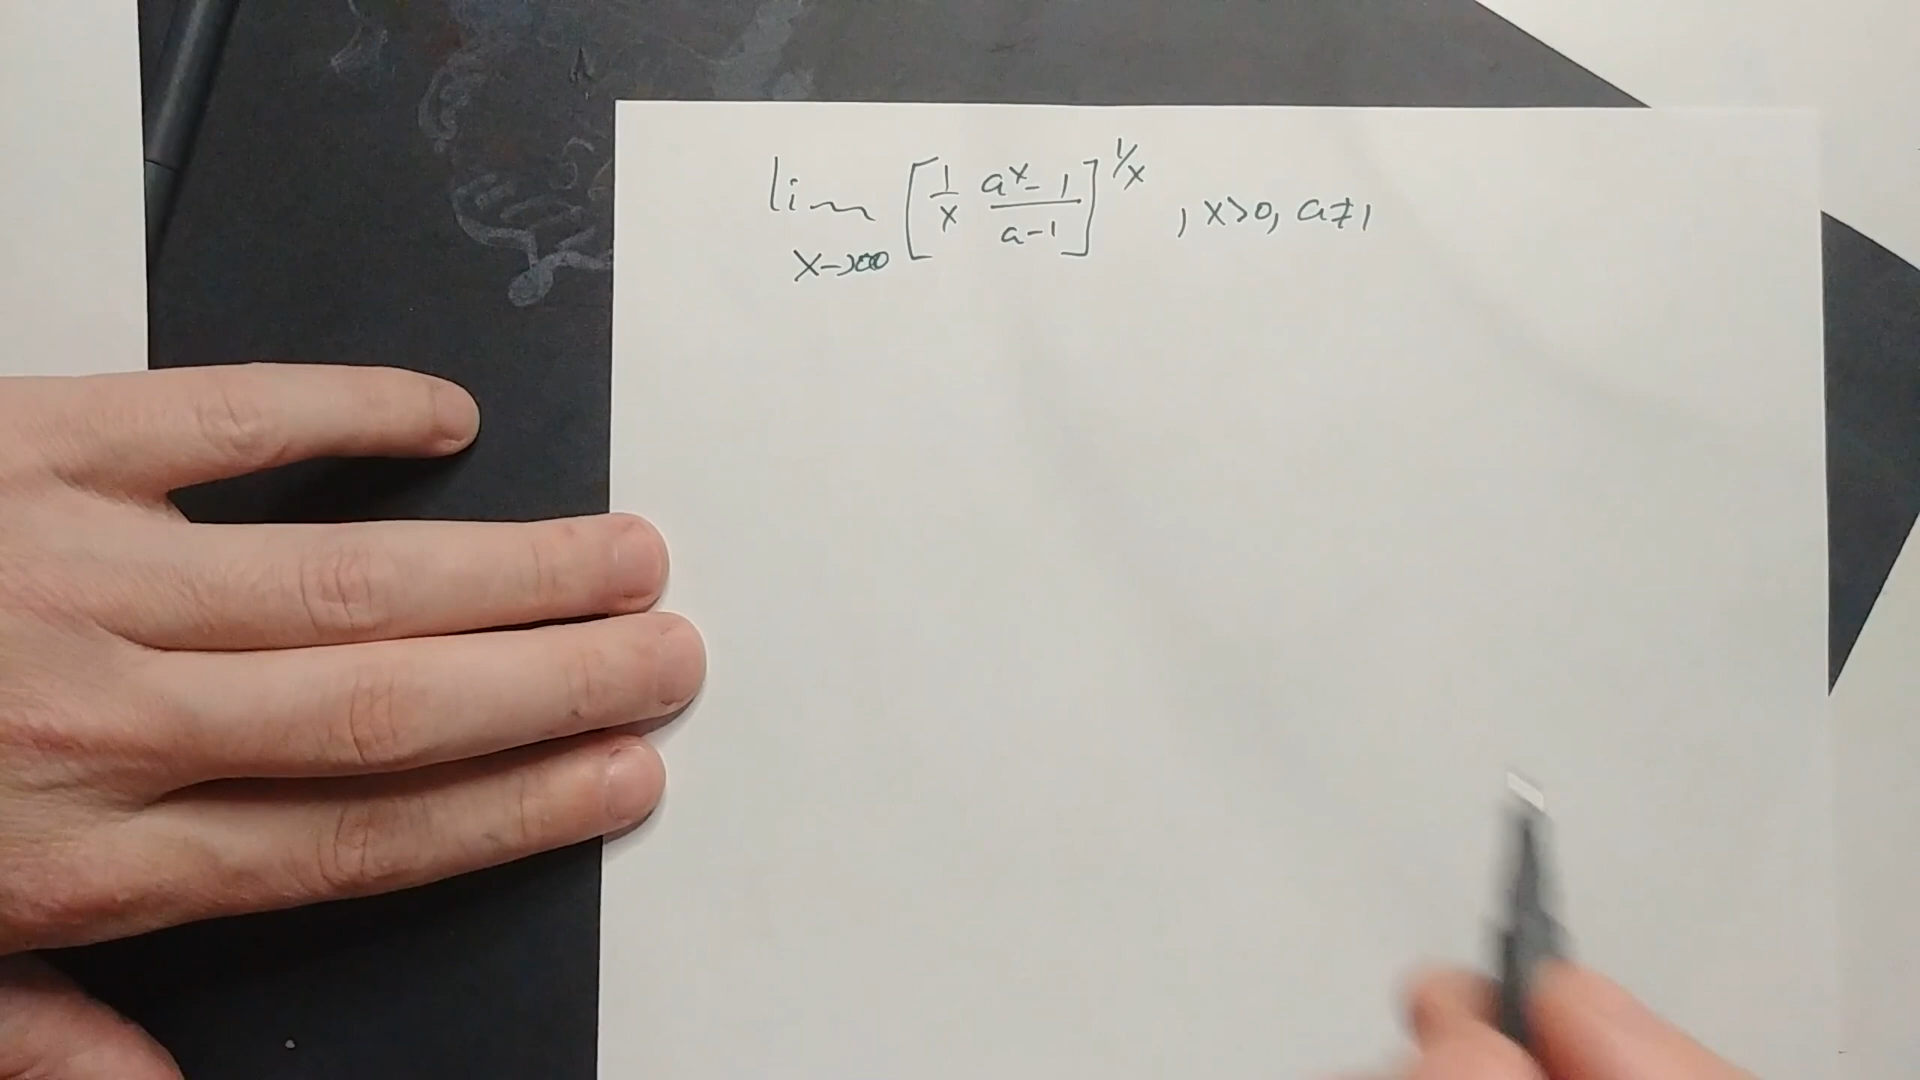 lim x→∞ [1/x (a^x - 1)/(a - 1)]^1/x , x>0, a≠1